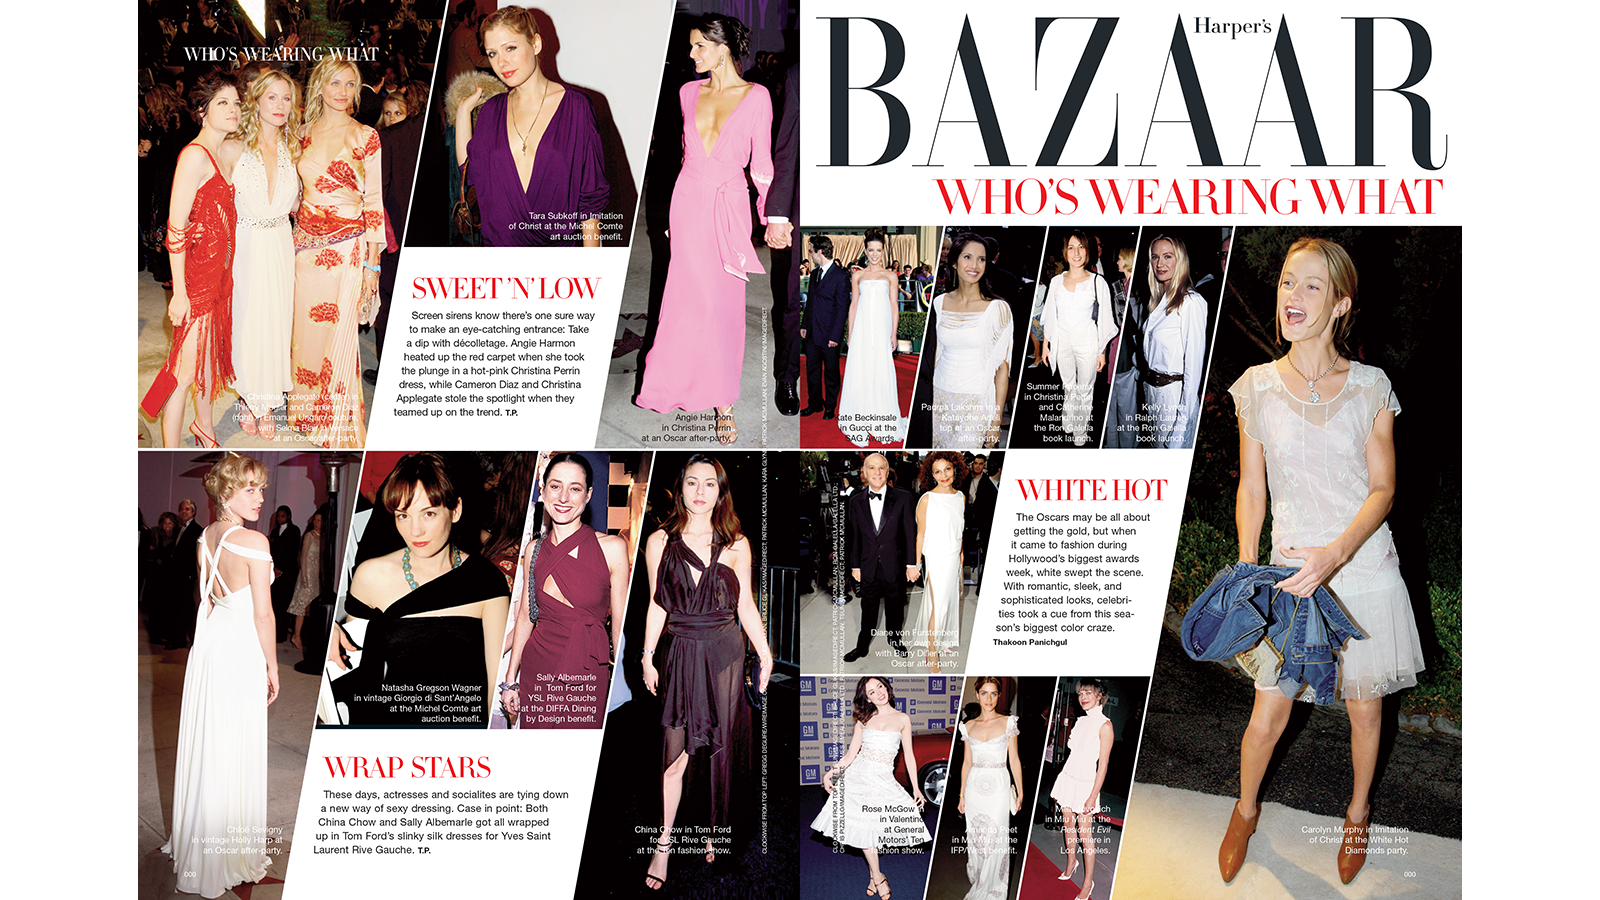 WHO'S WEARING WHAT
Tara Subkoff in Imitation
of Christ at the Michel Comte
art auction benefit.
SWEET 'N' LOW
Screen sirens know there's one sure way
to make an eye-catching entrance: Take
a dip with décolletage. Angie Harmon
heated up the red carpet when she took
the plunge in a hot-pink Christina Perrin
dress, while Cameron Diaz and Christina
Applegate stole the spotlight when they
teamed up on the trend. T.P.
Christina Applegate (center) in
Thierry Mugler and Cameron Diaz
(right) in Emanuel Ungaro couture,
with Selma Blair in Versace
at an Oscar after-party.
Angie Harmon
in Christina Perrin
at an Oscar after-party.
Chloë Sevigny
in vintage Holly Harp at
an Oscar after-party.
000
Natasha Gregson Wagner
in vintage Giorgio di Sant'Angelo
at the Michel Comte art
auction benefit.
Sally Albemarle
in Tom Ford for
YSL Rive Gauche
at the DIFFA Dining
by Design benefit.
WRAP STARS
These days, actresses and socialites are tying down
a new way of sexy dressing. Case in point: Both
China Chow and Sally Albemarle got all wrapped
up in Tom Ford's slinky silk dresses for Yves Saint
Laurent Rive Gauche. T.P.
China Chow in Tom Ford
for YSL Rive Gauche
at the Ten fashion show.
Harper's
BAZAAR
WHO'S WEARING WHAT
Kate Beckinsale
in Gucci at the
SAG Awards.
Padma Lakshmi in a
top at an Oscar
after-party.
Summer Phoenix
in Christina Perrin
and Catherine
Malandrino at
the Ron Galella
book launch.
Kelly Lynch
in Ralph Lauren
at the Ron Galella
book launch.
Diane von Furstenberg
in her own design
with Barry Diller at an
Oscar after-party.
WHITE HOT
The Oscars may be all about
getting the gold, but when
it came to fashion during
Hollywood's biggest awards
week, white swept the scene.
With romantic, sleek, and
sophisticated looks, celebri-
ties took a cue from this sea-
son's biggest color craze.
Thakoon Panichgul
GM
Rose McGowan
in Valentino
at General
Motors' Ten
fashion show.
Amanda Peet
in Miu Miu at the
IFP/West benefit.
Milla Jovovich
in Miu Miu at the
Resident Evil
premiere in
Los Angeles.
Carolyn Murphy in Imitation
of Christ at the White Hot
Diamonds party.
000